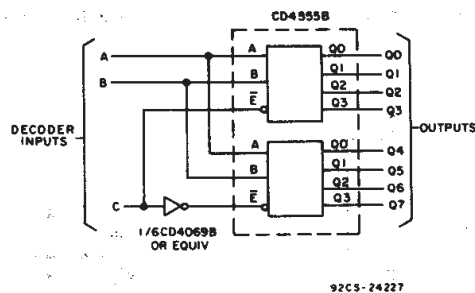 CD4555B
A
B
DECODER
INPUTS
C
1/6CD4069B
OR EQUIV
A
B
E
Q0
Q1
Q2
Q3
A
B
E
Q0
Q1
Q2
Q3
Q0
Q1
Q2
Q3
Q4
Q5
Q6
Q7
OUTPUTS
92CS-24227